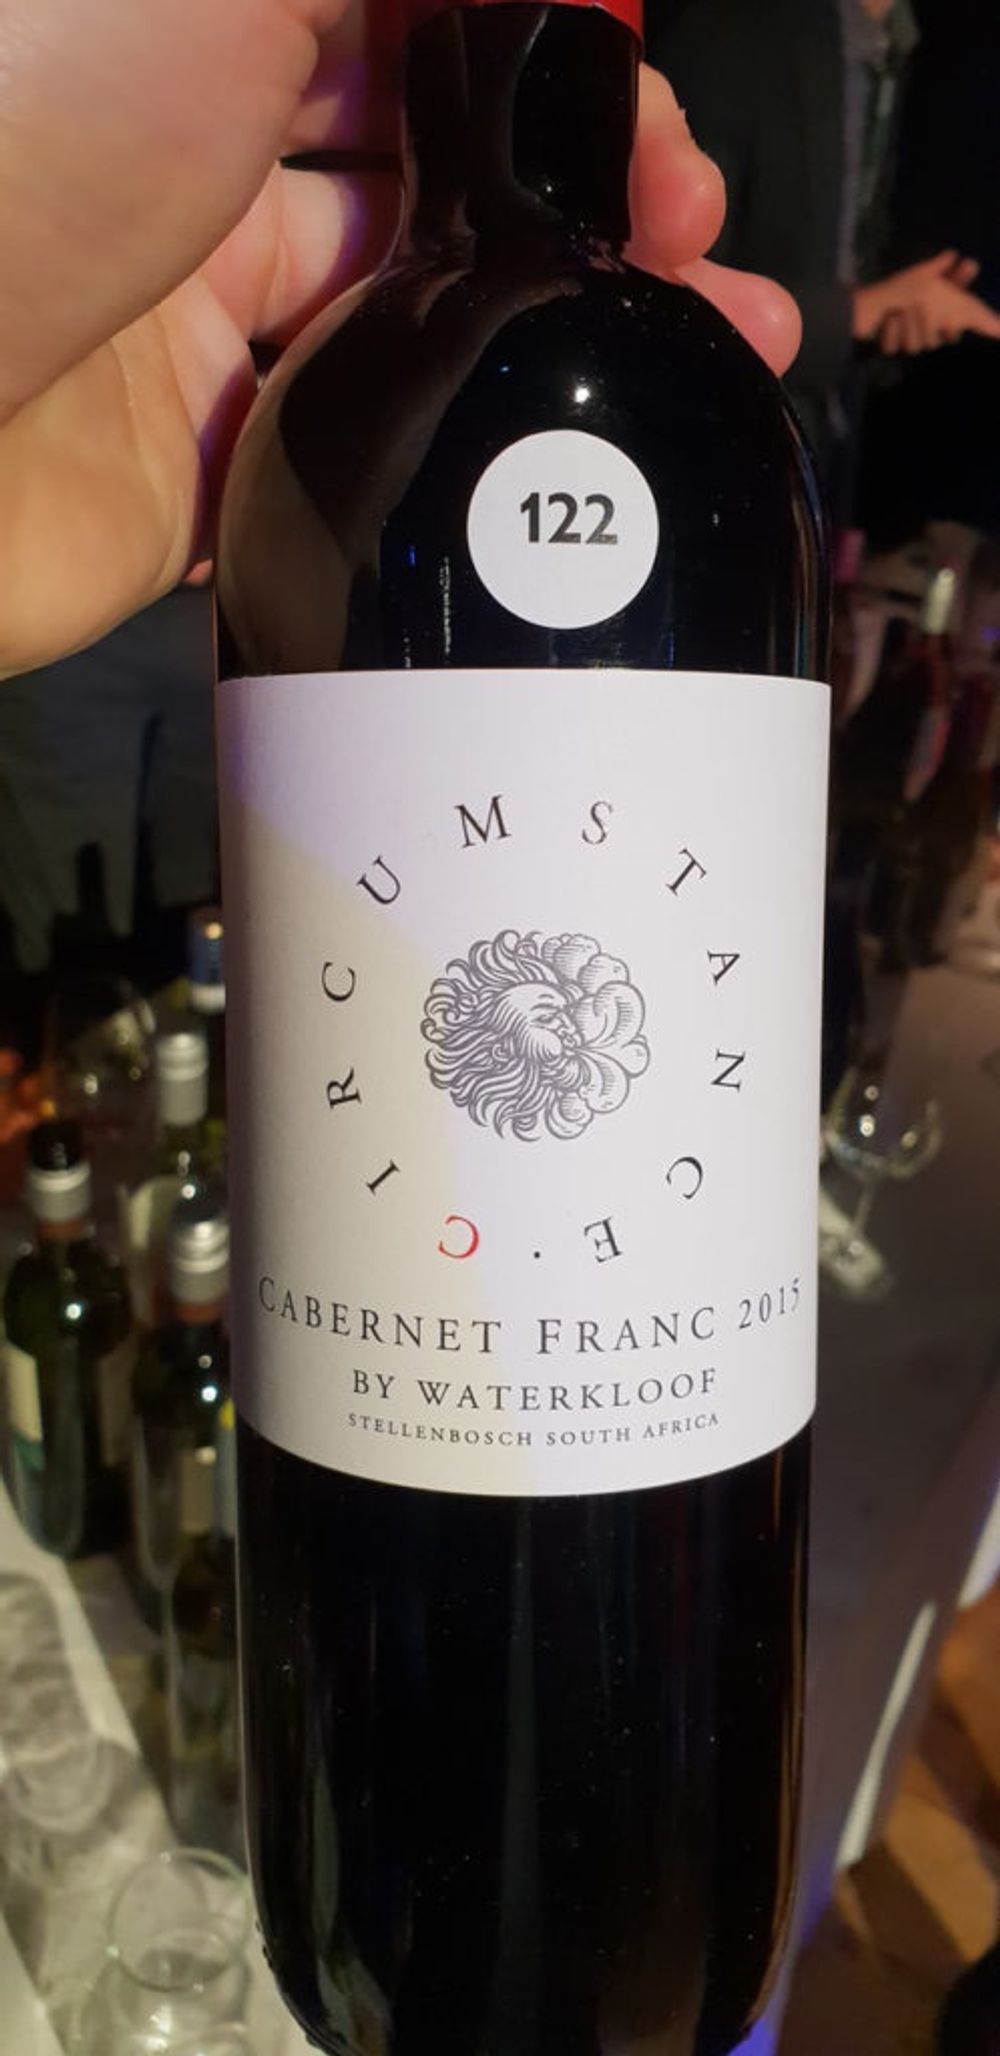 122
CIRCUMSTANCE ·
CABERNET FRANC 2015
BY WATERKLOOF
STELLENBOSCH SOUTH AFRICA